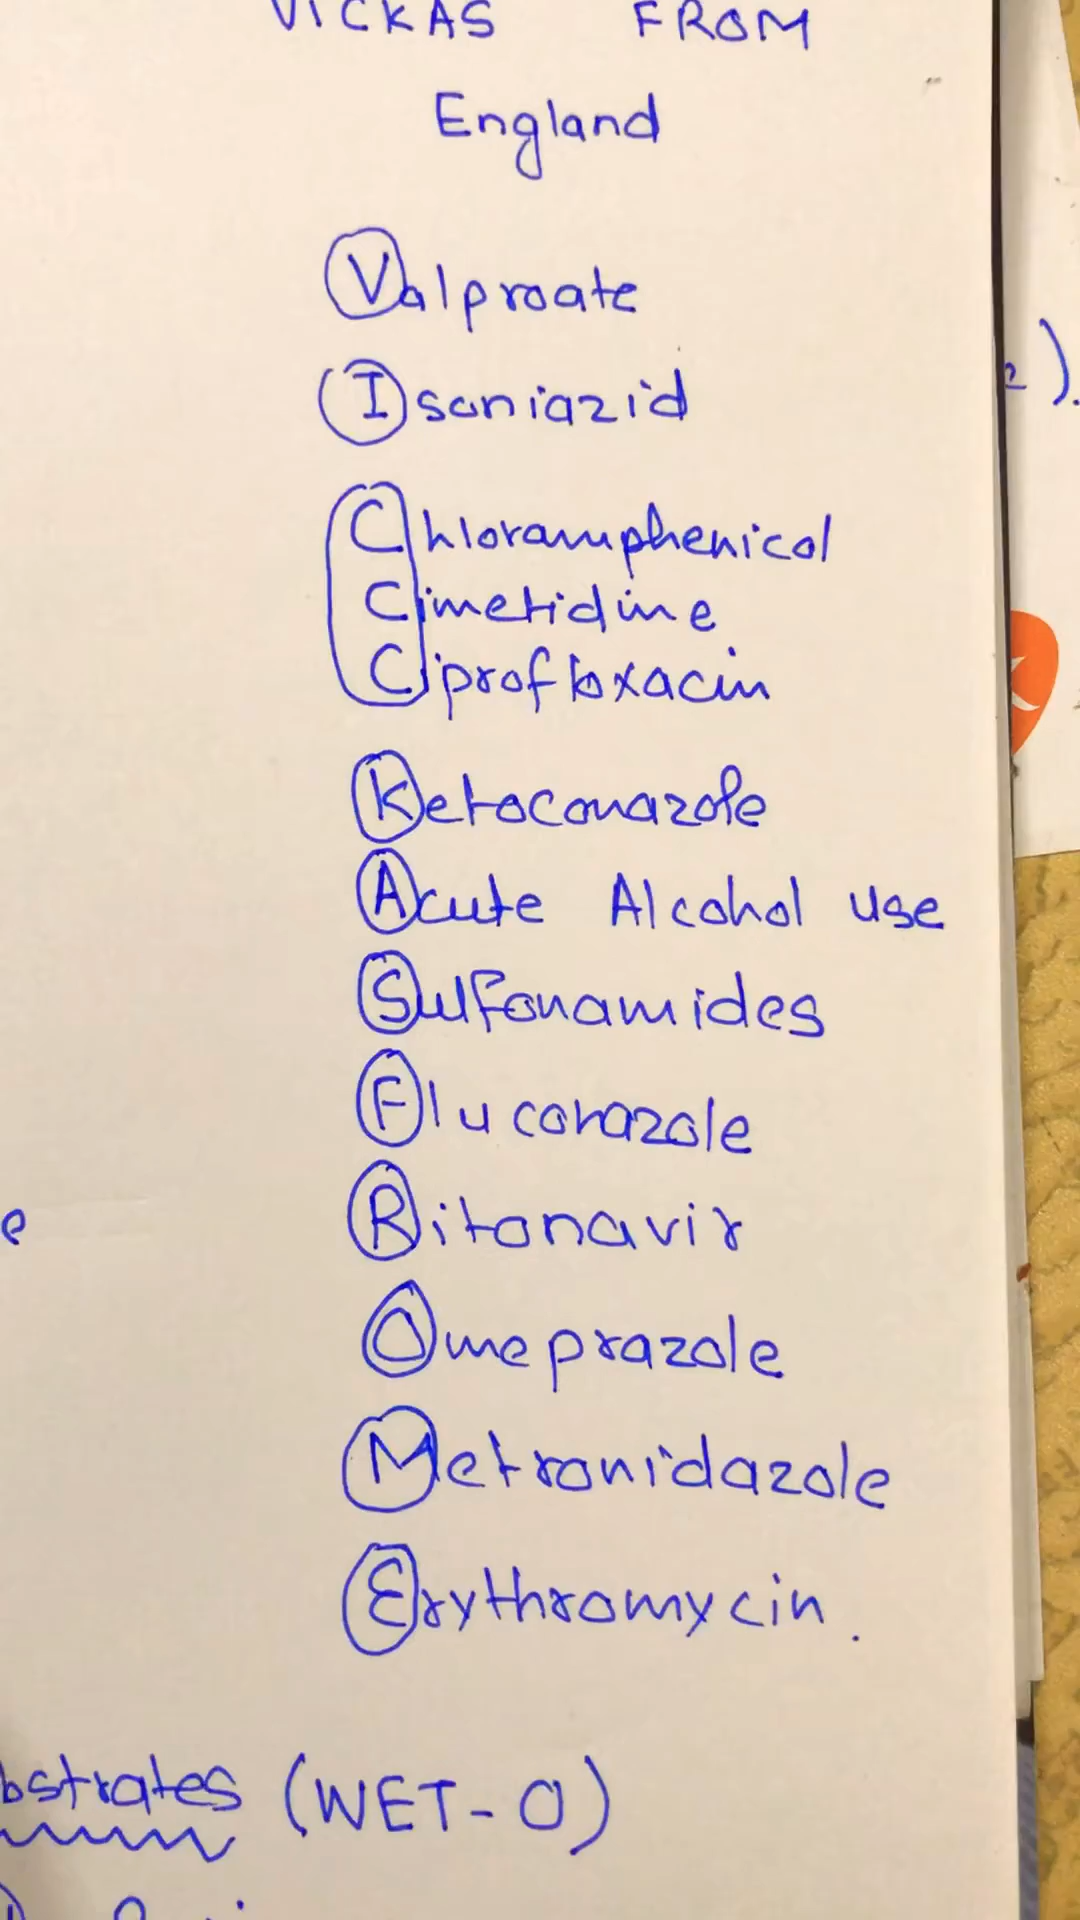 VICKAS FROM
England
Valproate
Isoniazid
Chloramphenicol
Cimetidine
Ciprofloxacin
Ketoconazole
Acute Alcohol use
Sulfonamides
Fluconazole
Ritonavir
Omeprazole
Metronidazole
Erythromycin.
bstrates (WET-O)